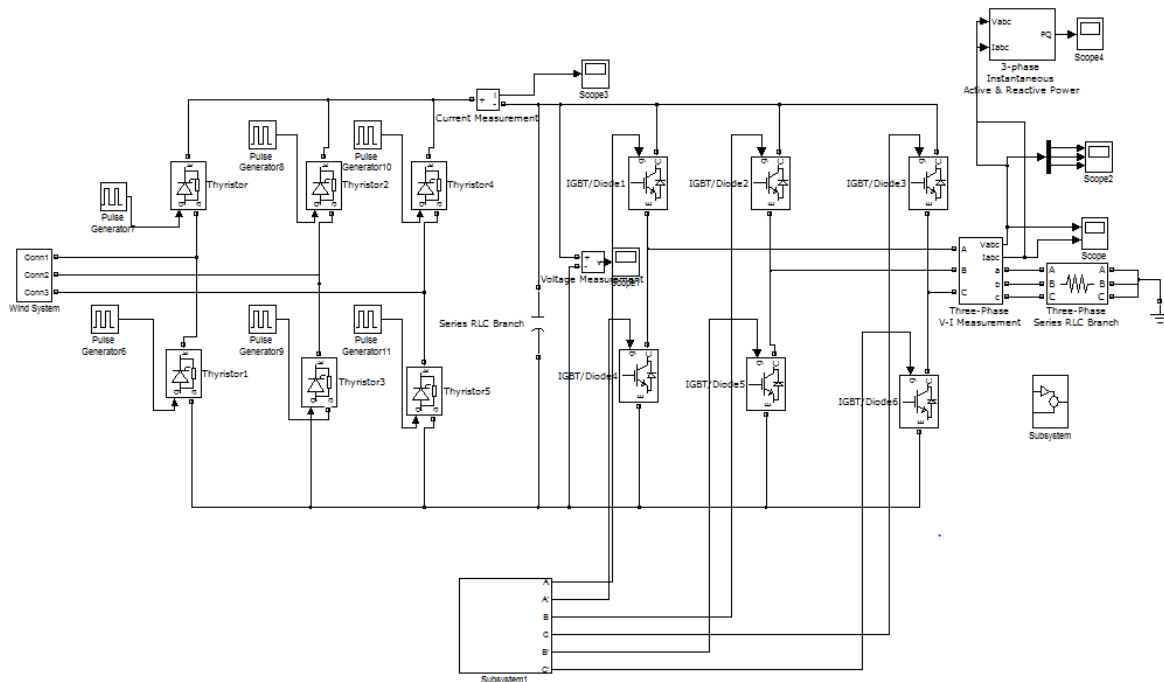 Vabc
Iabc
PQ
Scope4
3-phase
Instantaneous
Active & Reactive Power
Scope3
i
+
-
Current Measurement
Pulse
Generator8
Pulse
Generator10
Thyristor
g
a
k
Thyristor2
g
a
k
Thyristor4
g
a
k
Pulse
Generator7
IGBT/Diode1
g
C
E
IGBT/Diode2
g
C
E
IGBT/Diode3
g
C
E
Scope2
Conn1
Conn2
Conn3
Wind System
+
-
v
Voltage Measurement
A
B
C
Vabc
Iabc
a
b
c
Three-Phase
V-I Measurement
Scope
A
B
C
A
B
C
Three-Phase
Series RLC Branch
Pulse
Generator6
Pulse
Generator9
Pulse
Generator11
Series RLC Branch
Thyristor1
g
a
k
Thyristor3
g
a
k
Thyristor5
g
a
k
IGBT/Diode4
g
C
E
IGBT/Diode5
g
C
E
IGBT/Diode6
g
C
E
Subsystem
A
A'
B
C
B'
C'
Subsystem1